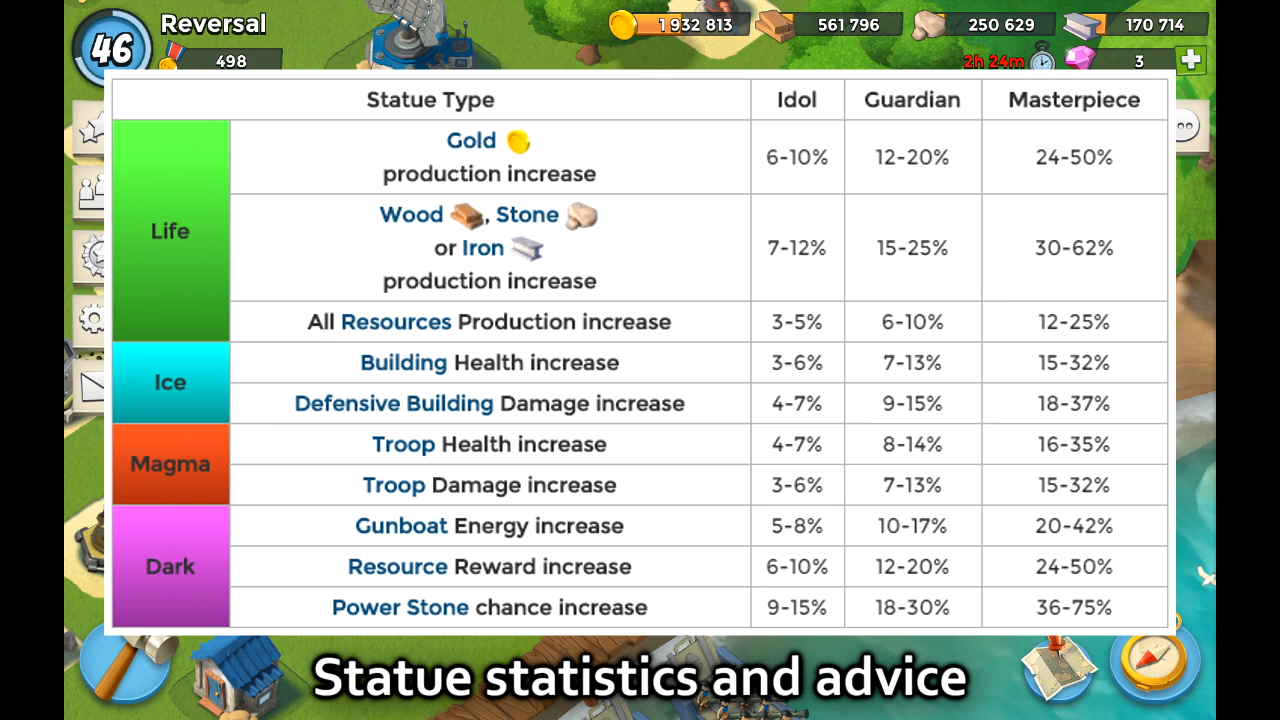 46 Reversal 1 932 813 561 796 250 629 170 714
498 2h 24m 3
Statue Type Idol Guardian Masterpiece
Life
Gold
production increase
6-10% 12-20% 24-50%
Wood , Stone
or Iron
production increase
7-12% 15-25% 30-62%
All Resources Production increase 3-5% 6-10% 12-25%
Ice
Building Health increase 3-6% 7-13% 15-32%
Defensive Building Damage increase 4-7% 9-15% 18-37%
Magma
Troop Health increase 4-7% 8-14% 16-35%
Troop Damage increase 3-6% 7-13% 15-32%
Dark
Gunboat Energy increase 5-8% 10-17% 20-42%
Resource Reward increase 6-10% 12-20% 24-50%
Power Stone chance increase 9-15% 18-30% 36-75%
Statue statistics and advice